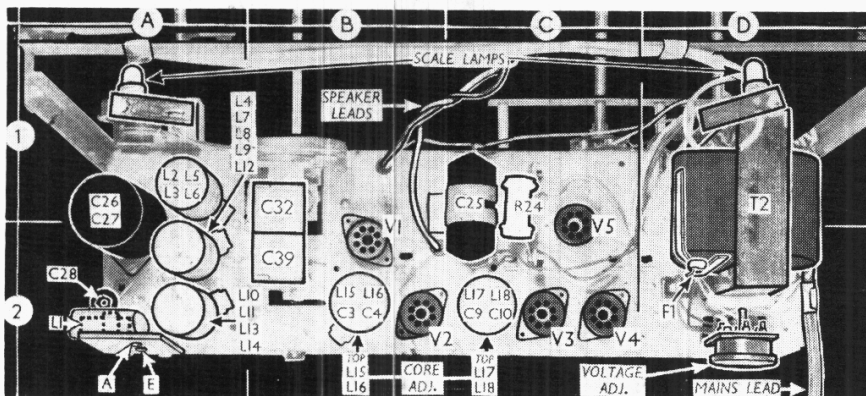 A B C D
SCALE LAMPS
L4
L7
L8
L9
L12
SPEAKER
LEADS
1
L2 L5
L3 L6
C26
C27
C32
C25
R24
T2
V1
V5
C39
C28
2
L1
L10
L11
L13
L14
L15 L16
C3 C4
L17 L18
C9 C10
F1
V2
V3
V4
A E
TOP
L15
L16
CORE
ADJ.
TOP
L17
L18
VOLTAGE
ADJ.
MAINS LEAD